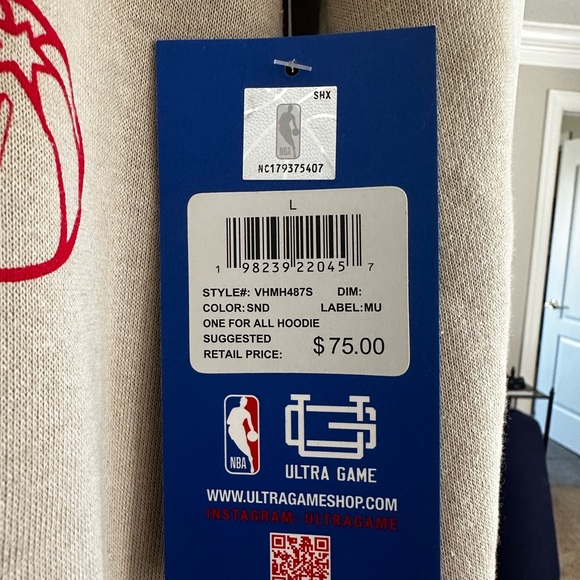 SHX
NBA
NC179375407
L
1 98239 22045 7
STYLE#: VHMH487S DIM:
COLOR:SND LABEL:MU
ONE FOR ALL HOODIE
SUGGESTED
RETAIL PRICE: $75.00
NBA
ULTRA GAME
WWW.ULTRAGAMESHOP.COM
INSTAGRAM: ULTRAGAME